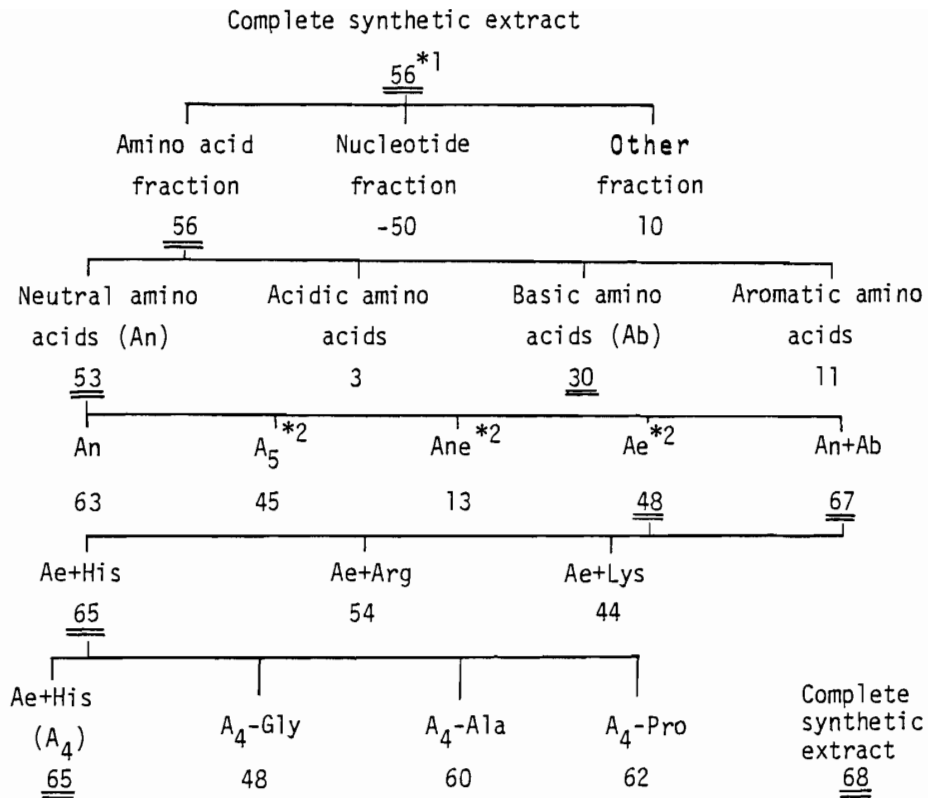 Complete synthetic extract
56*1
Amino acid Nucleotide Other
fraction fraction fraction
56 -50 10
Neutral amino Acidic amino Basic amino Aromatic amino
acids (An) acids acids (Ab) acids
53 3 30 11
An A5*2 Ane*2 Ae*2 An+Ab
63 45 13 48 67
Ae+His Ae+Arg Ae+Lys
65 54 44
Ae+His A4-Gly A4-Ala A4-Pro Complete
(A4) synthetic
extract
65 48 60 62 68